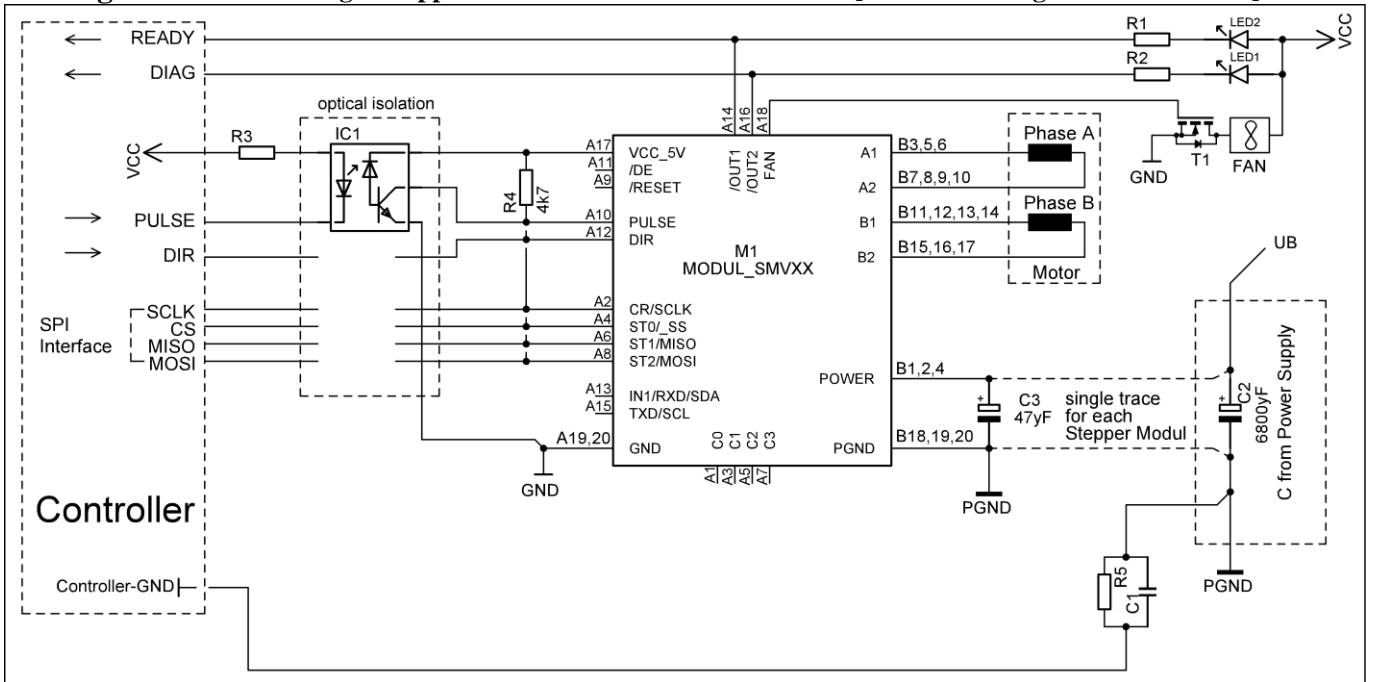 READY
DIAG
R1
LED2
R2
LED1
VCC
optical isolation
IC1
R3
VCC
PULSE
DIR
SPI
Interface
SCLK
CS
MISO
MOSI
R4
4k7
A14
A16
A18
A17
A11
A9
A10
A12
A2
A4
A6
A8
A13
A15
A19,20
VCC_5V
/DE
/RESET
PULSE
DIR
CR/SCLK
ST0/_SS
ST1/MISO
ST2/MOSI
IN1/RXD/SDA
TXD/SCL
GND
/OUT1
/OUT2
FAN
M1
MODUL_SMVXX
C0
C1
C2
C3
A1
A3
A5
A7
A1
A2
B1
B2
POWER
PGND
B3,5,6
B7,8,9,10
B11,12,13,14
B15,16,17
B1,2,4
B18,19,20
Phase A
Phase B
Motor
GND
T1
FAN
UB
C3
47yF
single trace
for each
Stepper Modul
C2
6800yF
C from Power Supply
PGND
PGND
GND
R5
C1
Controller
Controller-GND